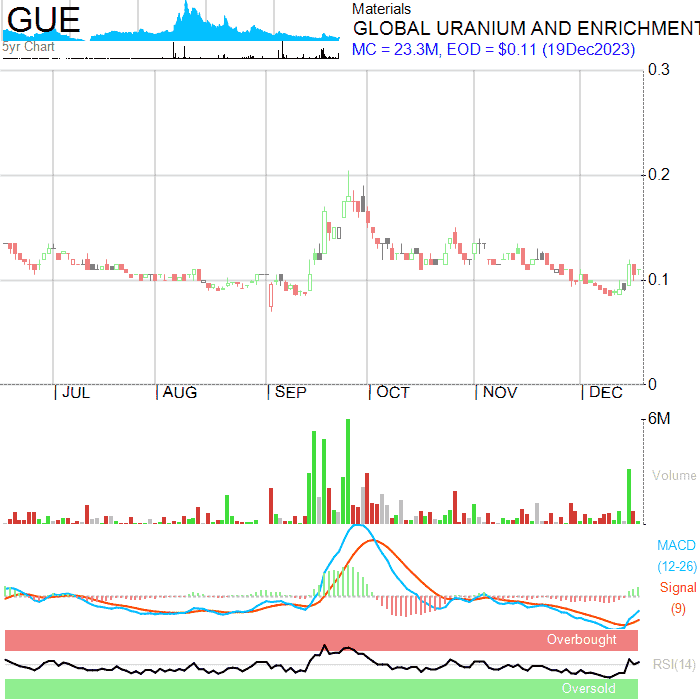 GUE
5yr Chart
Materials
GLOBAL URANIUM AND ENRICHMENT
MC = 23.3M, EOD = $0.11 (19Dec2023)
0.3
0.2
0.1
0
JUL AUG SEP OCT NOV DEC
6M
Volume
MACD
(12-26)
Signal
(9)
Overbought
RSI(14)
Oversold